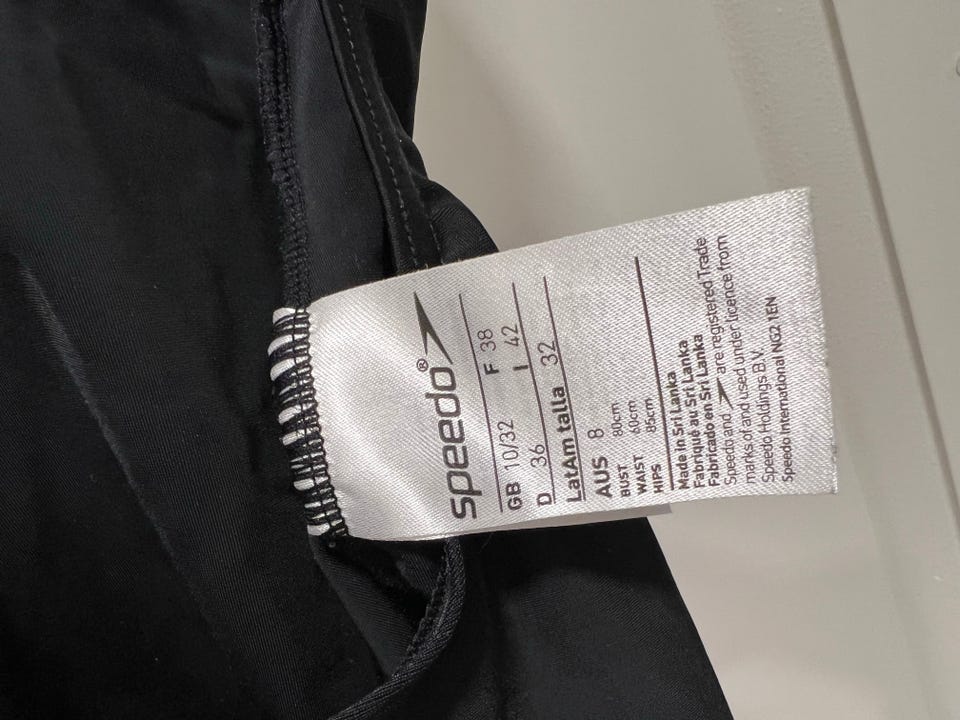 speedo®
GB 10/32 F 38
D 36 I 42
LatAm talla 32
AUS 8
BUST 80cm
WAIST 60cm
HIPS 85cm
Made in Sri Lanka
Fabriqué au Sri Lanka
Fabricado en Sri Lanka
Speedo and are registered Trade
marks of and used under licence from
Speedo Holdings B.V.
Speedo International NG2 1EN